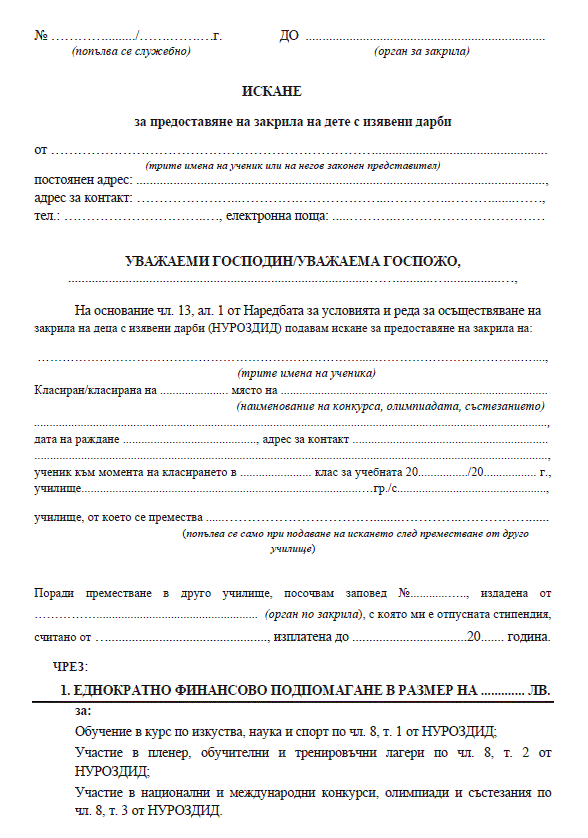 № …………........./…………….г. ДО ........................................................................
(попълва се служебно) (орган за закрила)
ИСКАНЕ
за предоставяне на закрила на дете с изявени дарби
от ……………………………………………………………………………………
(трите имена на ученик или на негов законен представител)
постоянен адрес: ..........................................................................................................................,
адрес за контакт: ……………………………………………………………………,
тел.: ……………………….…, електронна поща: ....…………………………………
УВАЖАЕМИ ГОСПОДИН/УВАЖАЕМА ГОСПОЖО,
..........................................................................................……….......…...................…,
На основание чл. 13, ал. 1 от Наредбата за условията и реда за осъществяване на
закрила на деца с изявени дарби (НУРОЗДИД) подавам искане за предоставяне на закрила на:
……………………………………………………………………………………...,
(трите имена на ученика)
Класиран/класирана на ...................... място на ......................................................................................
(наименование на конкурса, олимпиадата, състезанието)
....................................................................................................................................................................,
дата на раждане ..........................................., адрес за контакт ...............................................................
....................................................................................................................................................................,
ученик към момента на класирането в ....................... клас за учебната 20................/20................. г.,
училище.........................................................................................…гр./с................................................,
училище, от което се премества ......…………………………….........………..……………......
(попълва се само при подаване на искането след преместване от друго
училище)
Поради преместване в друго училище, посочвам заповед №...........….., издадена от
……………..................................................... (орган по закрила), с която ми е отпусната стипендия,
считано от …................................................., изплатена до ....................................20....... година.
ЧРЕЗ:
1. ЕДНОКРАТНО ФИНАНСОВО ПОДПОМАГАНЕ В РАЗМЕР НА ............. ЛВ.
за:
Обучение в курс по изкуства, наука и спорт по чл. 8, т. 1 от НУРОЗДИД;
Участие в пленер, обучителни и тренировъчни лагери по чл. 8, т. 2 от
НУРОЗДИД;
Участие в национални и международни конкурси, олимпиади и състезания по
чл. 8, т. 3 от НУРОЗДИД.